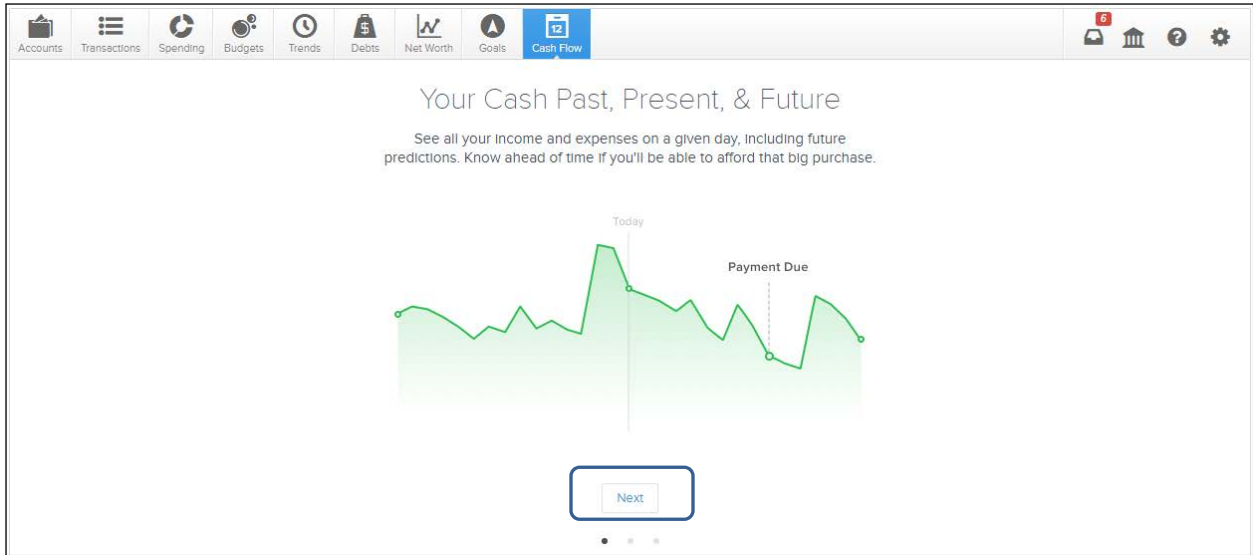 Accounts Transactions Spending Budgets Trends Debts Net Worth Goals 12 Cash Flow 6
Your Cash Past, Present, & Future
See all your income and expenses on a given day, including future
predictions. Know ahead of time if you'll be able to afford that big purchase.
Today
Payment Due
Next